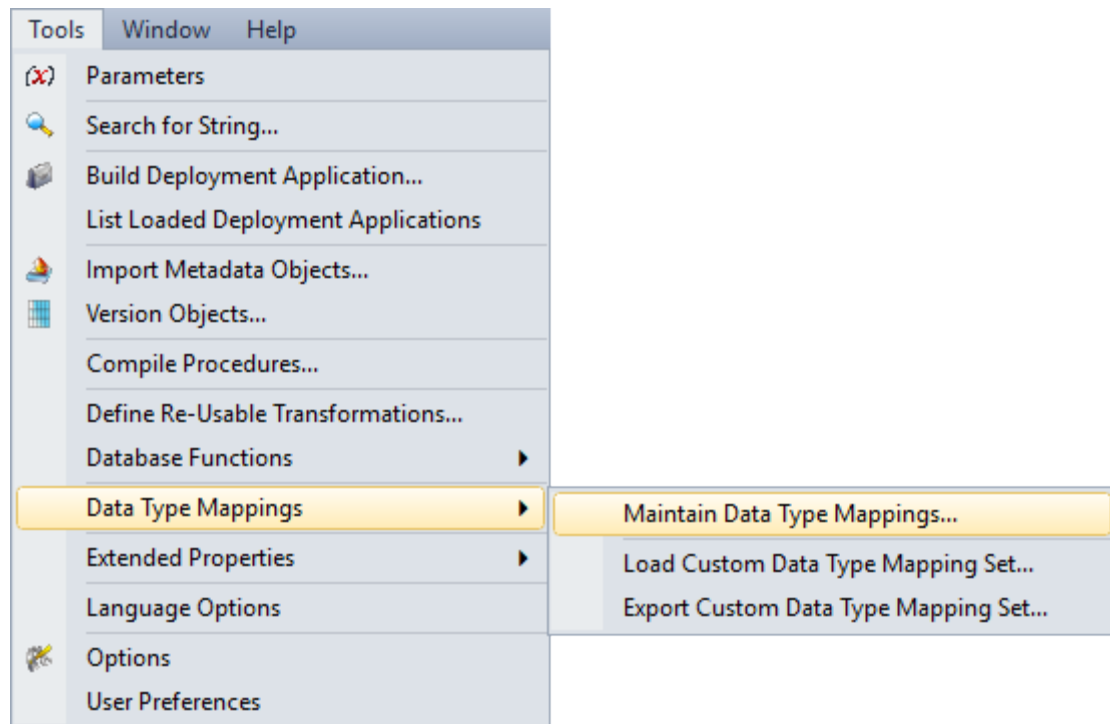 Tools Window Help
(x) Parameters
Search for String...
Build Deployment Application...
List Loaded Deployment Applications
Import Metadata Objects...
Version Objects...
Compile Procedures...
Define Re-Usable Transformations...
Database Functions
Data Type Mappings
Maintain Data Type Mappings...
Extended Properties
Load Custom Data Type Mapping Set...
Language Options
Export Custom Data Type Mapping Set...
Options
User Preferences